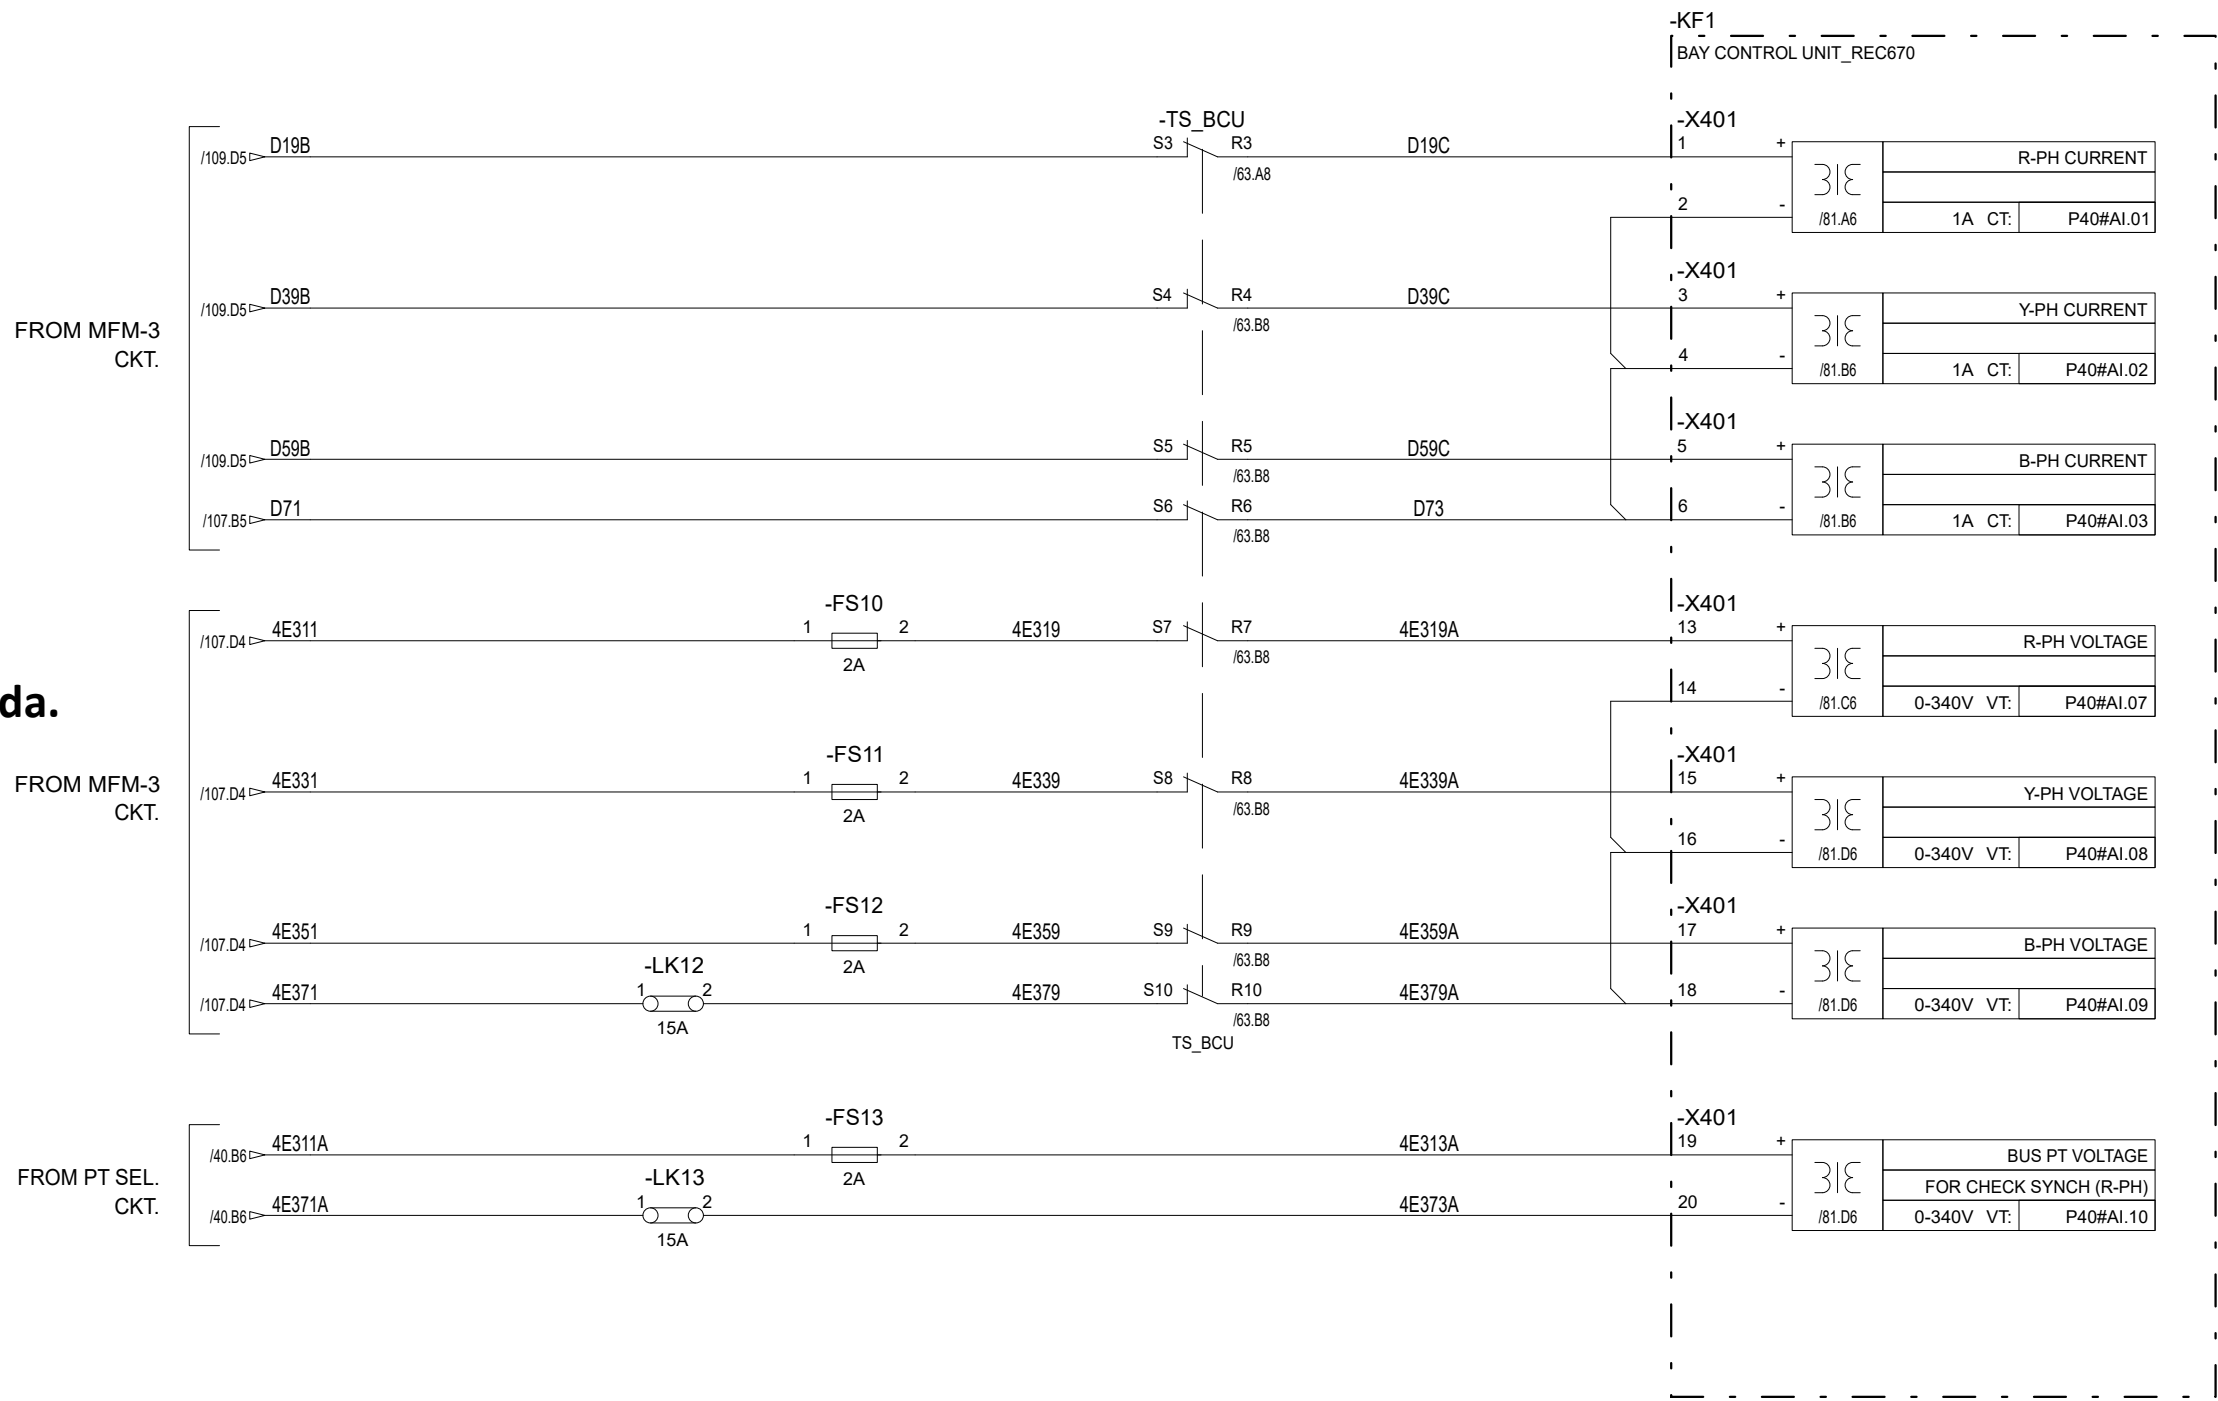 -KF1
BAY CONTROL UNIT_REC670
-TS_BCU
-X401
/109.D5 D19B S3 R3 D19C 1 + R-PH CURRENT
/63.A8
2 - /81.A6 1A CT: P40#AI.01
-X401
/109.D5 D39B S4 R4 D39C 3 + Y-PH CURRENT
/63.B8
FROM MFM-3
CKT.
4 - /81.B6 1A CT: P40#AI.02
-X401
/109.D5 D59B S5 R5 D59C 5 + B-PH CURRENT
/63.B8
/107.B5 D71 S6 R6 D73 6 - /81.B6 1A CT: P40#AI.03
/63.B8
-FS10 -X401
/107.D4 4E311 1 2 4E319 S7 R7 4E319A 13 + R-PH VOLTAGE
2A /63.B8
da.
14 - /81.C6 0-340V VT: P40#AI.07
-FS11 -X401
/107.D4 4E331 1 2 4E339 S8 R8 4E339A 15 + Y-PH VOLTAGE
2A /63.B8
FROM MFM-3
CKT.
16 - /81.D6 0-340V VT: P40#AI.08
-FS12 -X401
/107.D4 4E351 1 2 4E359 S9 R9 4E359A 17 + B-PH VOLTAGE
2A /63.B8
-LK12
/107.D4 4E371 1 2 4E379 S10 R10 4E379A 18 - /81.D6 0-340V VT: P40#AI.09
15A /63.B8
TS_BCU
-FS13 -X401
/40.B6 4E311A 1 2 4E313A 19 + BUS PT VOLTAGE
2A
FROM PT SEL.
CKT.
-LK13 FOR CHECK SYNCH (R-PH)
/40.B6 4E371A 1 2 4E373A 20 - /81.D6 0-340V VT: P40#AI.10
15A